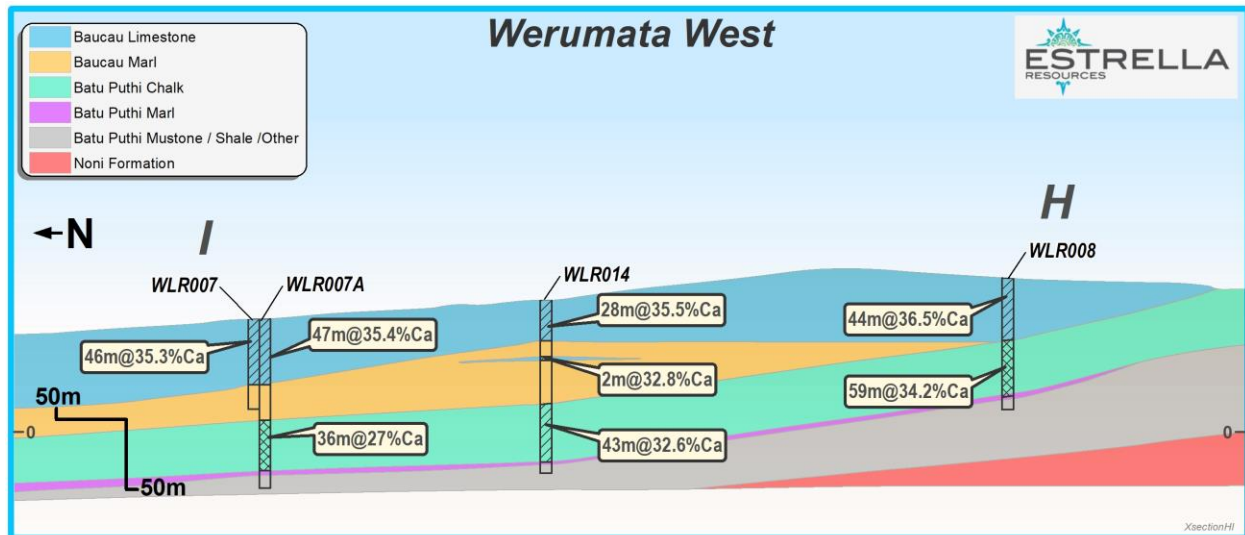 Werumata West
ESTRELLA
RESOURCES
Baucau Limestone
Baucau Marl
Batu Puthi Chalk
Batu Puthi Marl
Batu Puthi Mustone / Shale /Other
Noni Formation
N
I
H
WLR007
WLR007A
WLR014
WLR008
46m@35.3%Ca
47m@35.4%Ca
28m@35.5%Ca
44m@36.5%Ca
2m@32.8%Ca
59m@34.2%Ca
36m@27%Ca
43m@32.6%Ca
50m
50m
0
0
XsectionHI